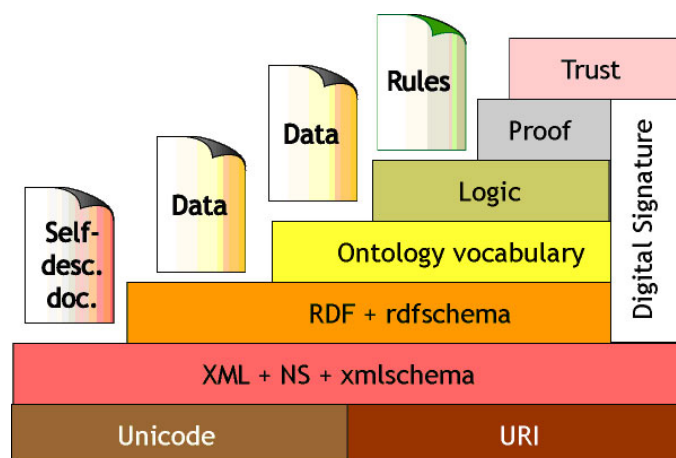 Rules
Trust
Data
Proof
Data
Logic
Self-
desc.
doc.
Ontology vocabulary
Digital Signature
RDF + rdfschema
XML + NS + xmlschema
Unicode
URI